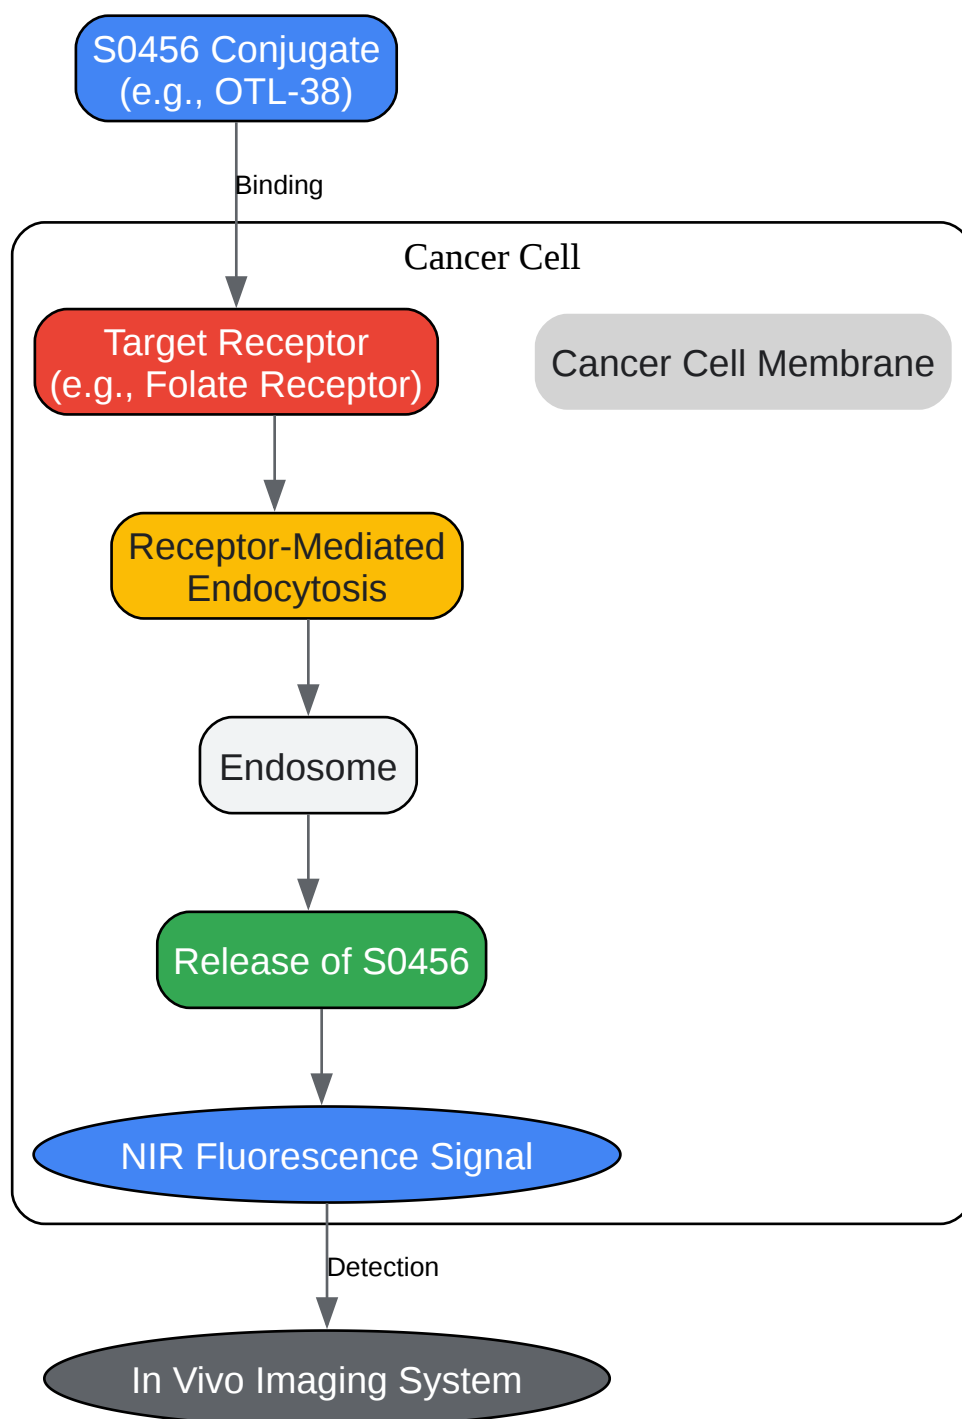 S0456 Conjugate
(e.g., OTL-38)
Binding
Cancer Cell
Target Receptor
(e.g., Folate Receptor)
Cancer Cell Membrane
Receptor-Mediated
Endocytosis
Endosome
Release of S0456
NIR Fluorescence Signal
Detection
In Vivo Imaging System